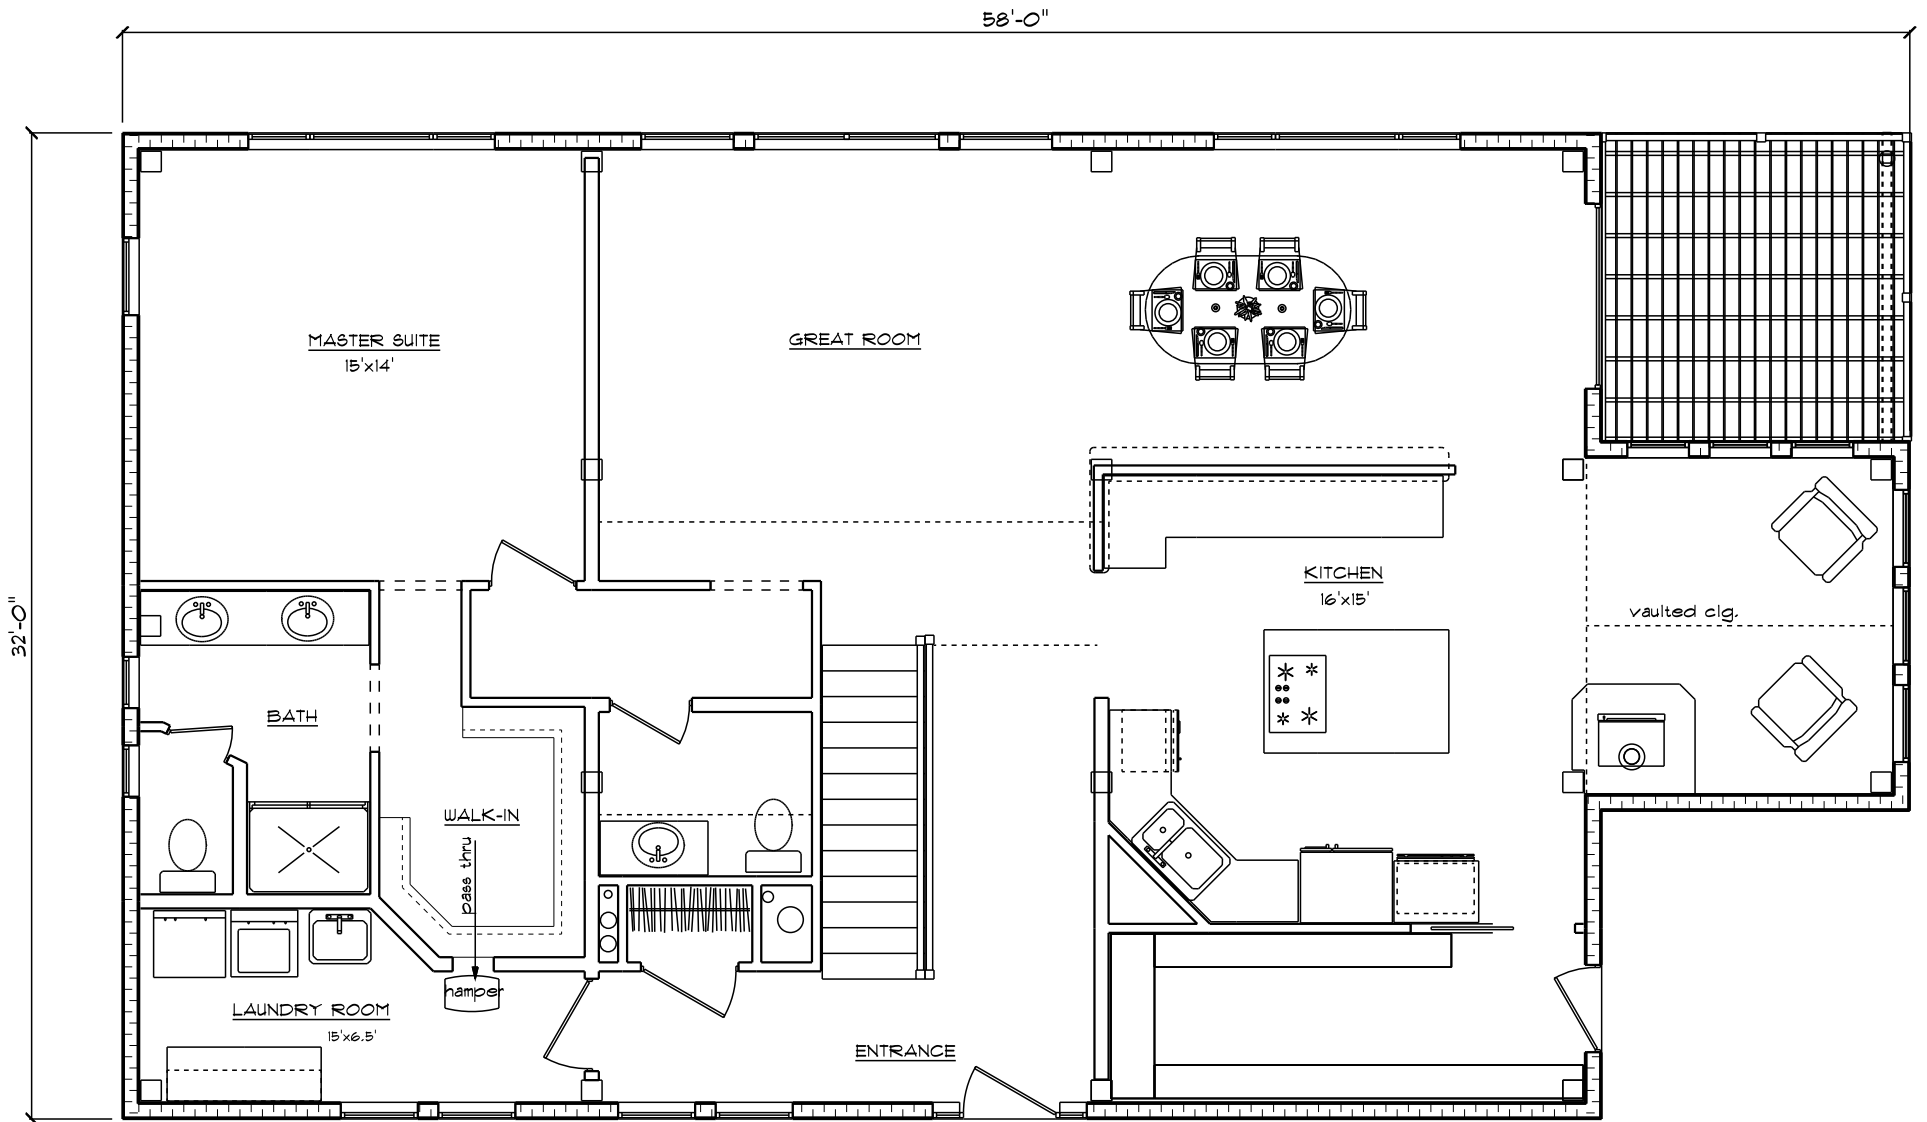 58'-0"
32'-0"
MASTER SUITE
15'x14'
GREAT ROOM
KITCHEN
16'x15'
vaulted clg.
BATH
WALK-IN
pass thru
hamper
LAUNDRY ROOM
15'x6.5'
ENTRANCE